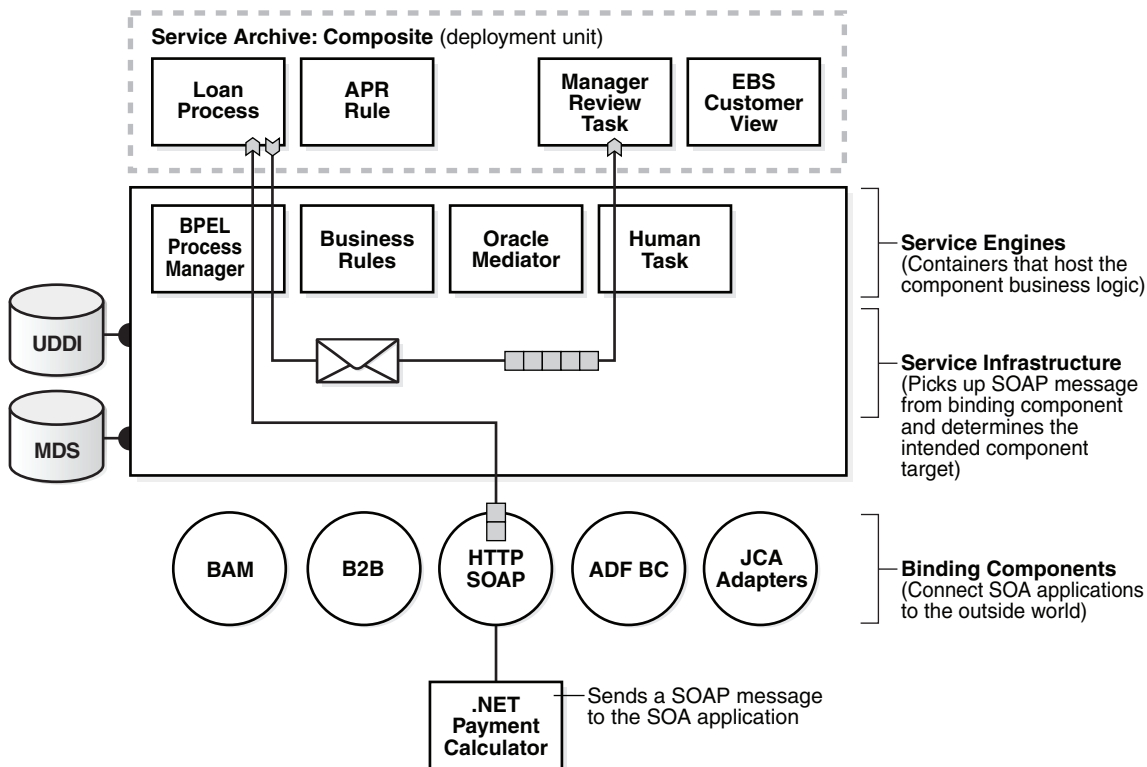 Service Archive: Composite (deployment unit)
Loan
Process
APR
Rule
Manager
Review
Task
EBS
Customer
View
BPEL
Process
Manager
Business
Rules
Oracle
Mediator
Human
Task
Service Engines
(Containers that host the
component business logic)
UDDI
MDS
Service Infrastructure
(Picks up SOAP message
from binding component
and determines the
intended component
target)
BAM
B2B
HTTP
SOAP
ADF BC
JCA
Adapters
Binding Components
(Connect SOA applications
to the outside world)
.NET
Payment
Calculator
Sends a SOAP message
to the SOA application